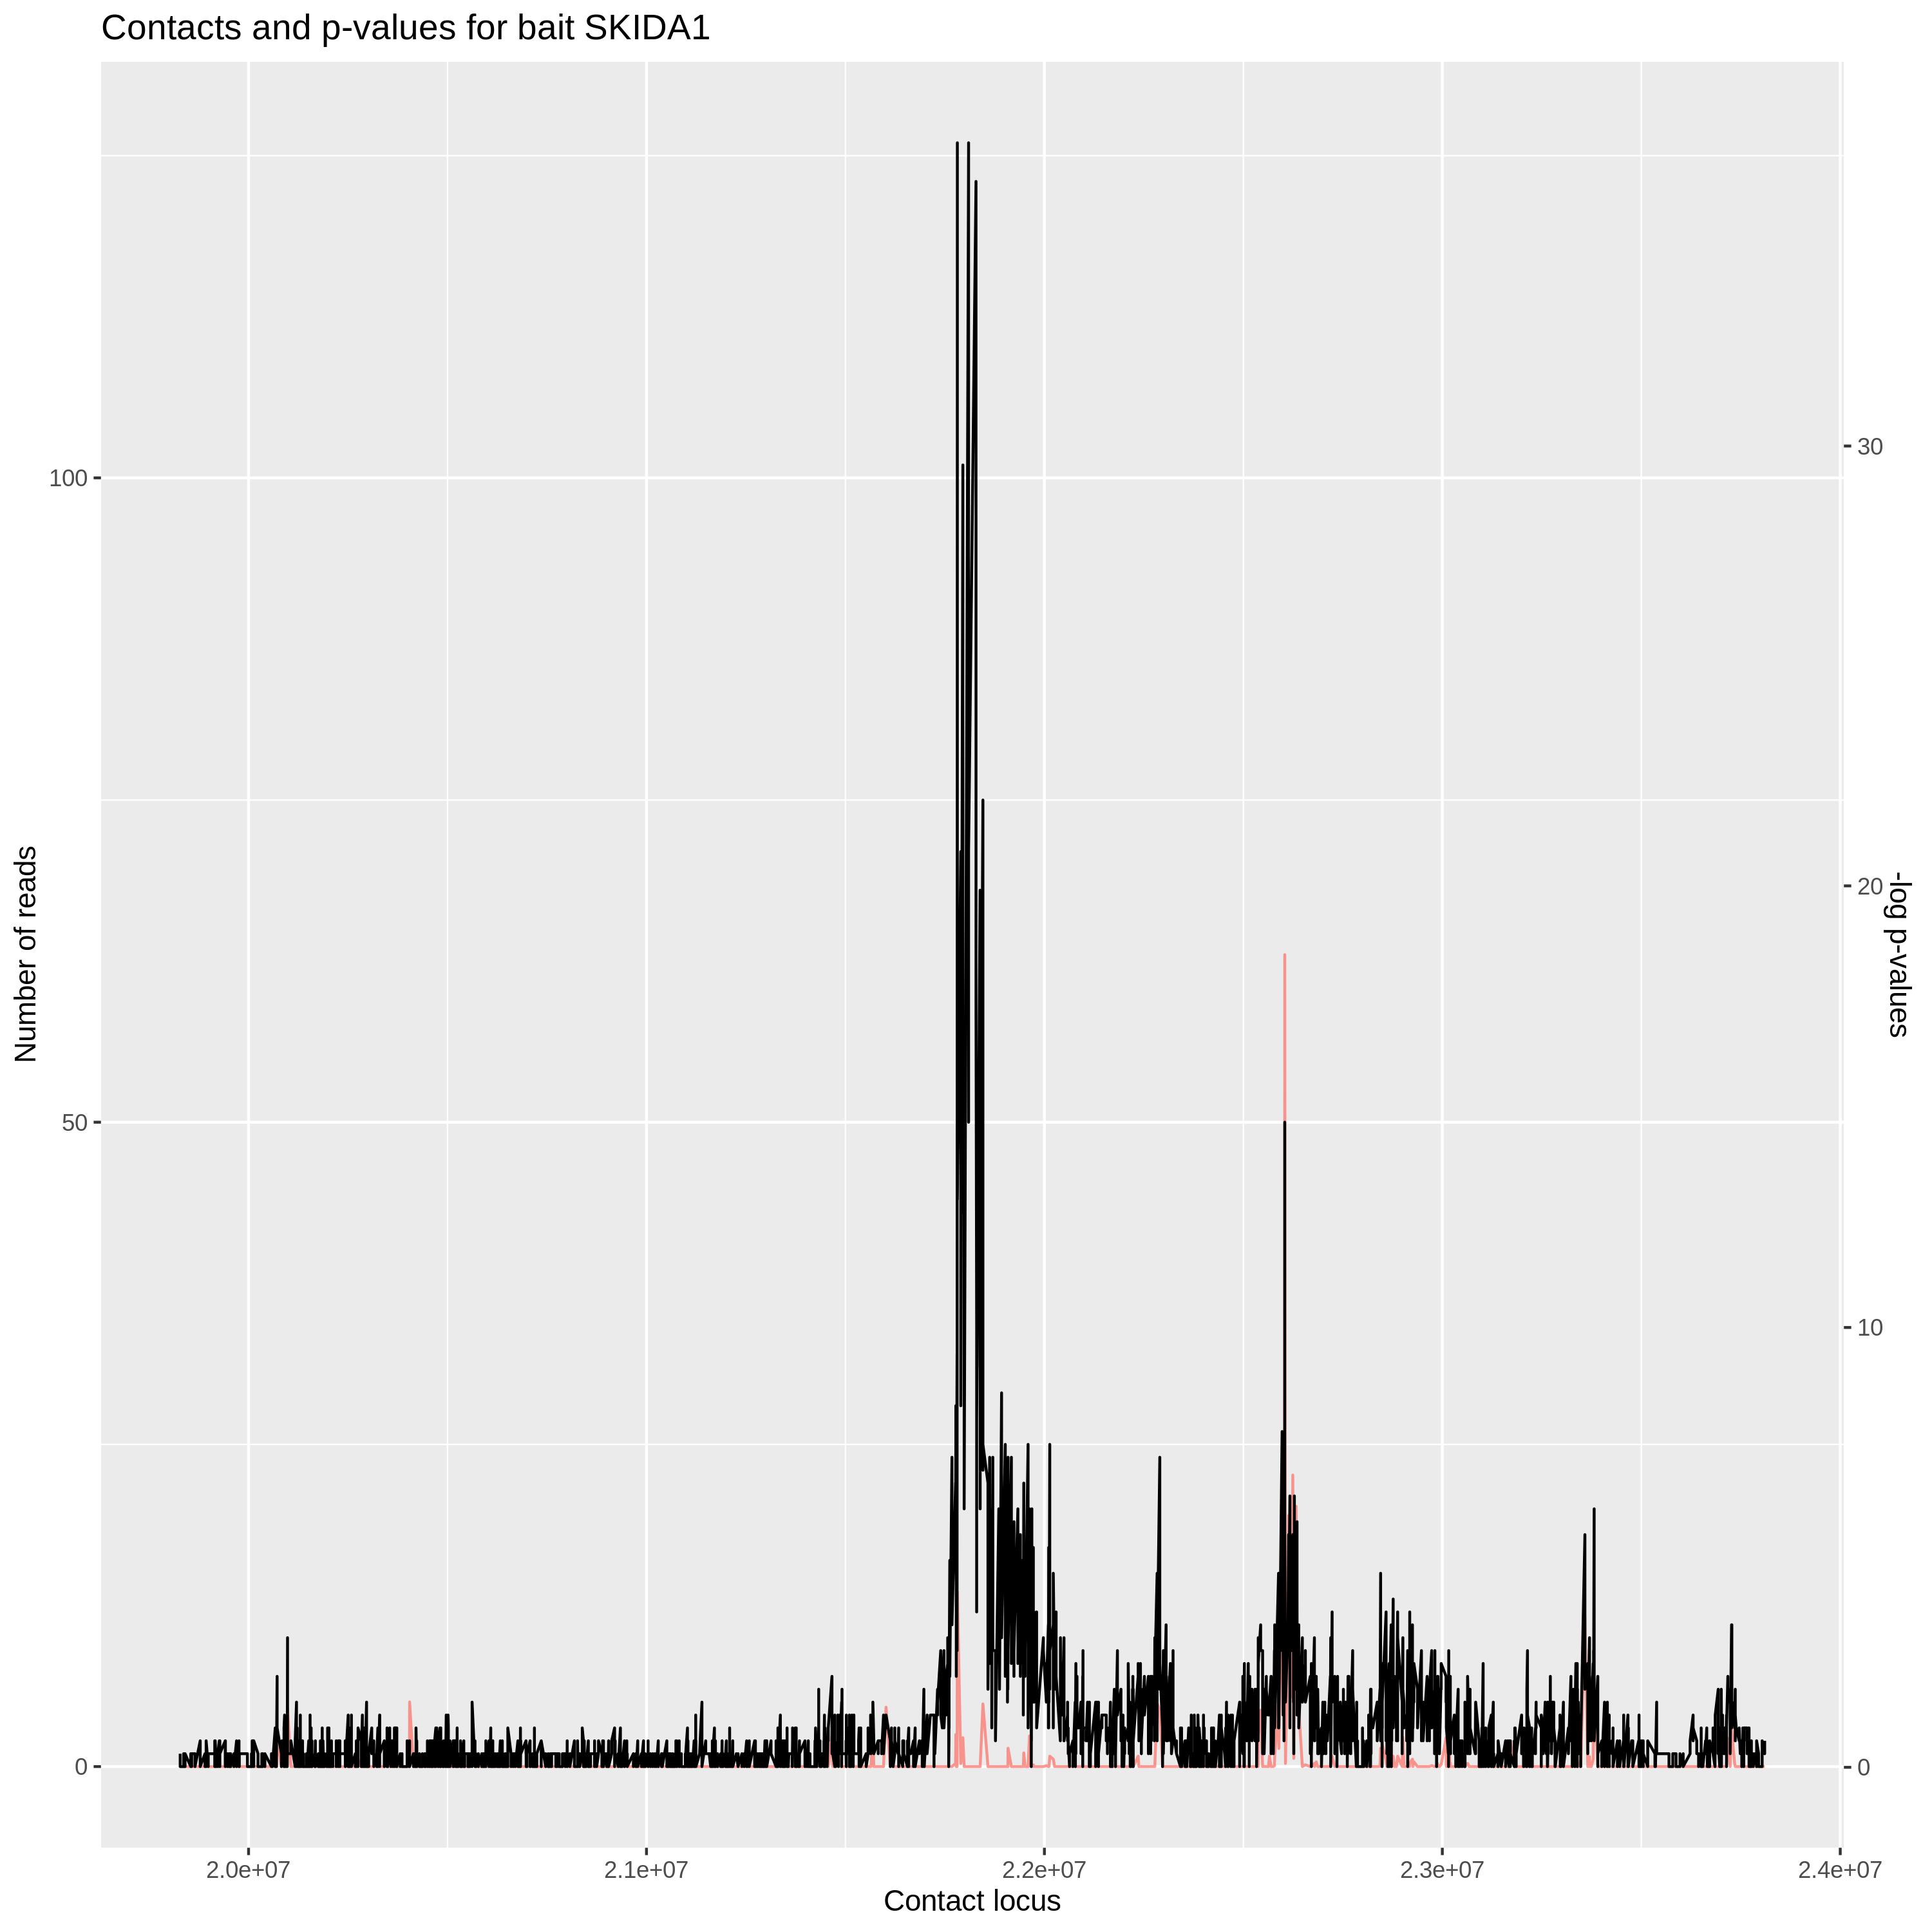 Contacts and p-values for bait SKIDA1
100
50
0
Number of reads
30
20
10
0
-log p-values
2.0e+07
2.1e+07
2.2e+07
2.3e+07
2.4e+07
Contact locus